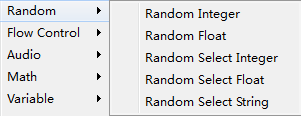 Random
Flow Control
Audio
Math
Variable
Random Integer
Random Float
Random Select Integer
Random Select Float
Random Select String